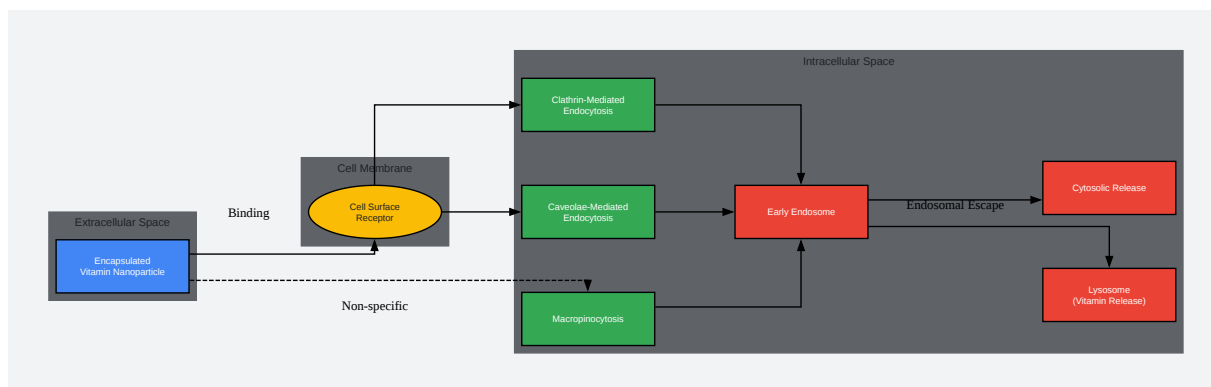 Intracellular Space
Clathrin-Mediated
Endocytosis
Cell Membrane
Cell Surface
Receptor
Binding
Extracellular Space
Encapsulated
Vitamin Nanoparticle
Non-specific
Caveolae-Mediated
Endocytosis
Macropinocytosis
Early Endosome
Endosomal Escape
Cytosolic Release
Lysosome
(Vitamin Release)